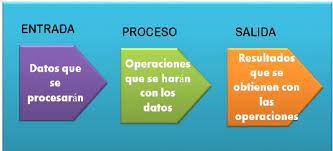 ENTRADA
PROCESO
SALIDA
Datos que
se
procesarán
Operaciones
que se harán
con los
datos
Resultados
que se
obtienen con
las
operaciones